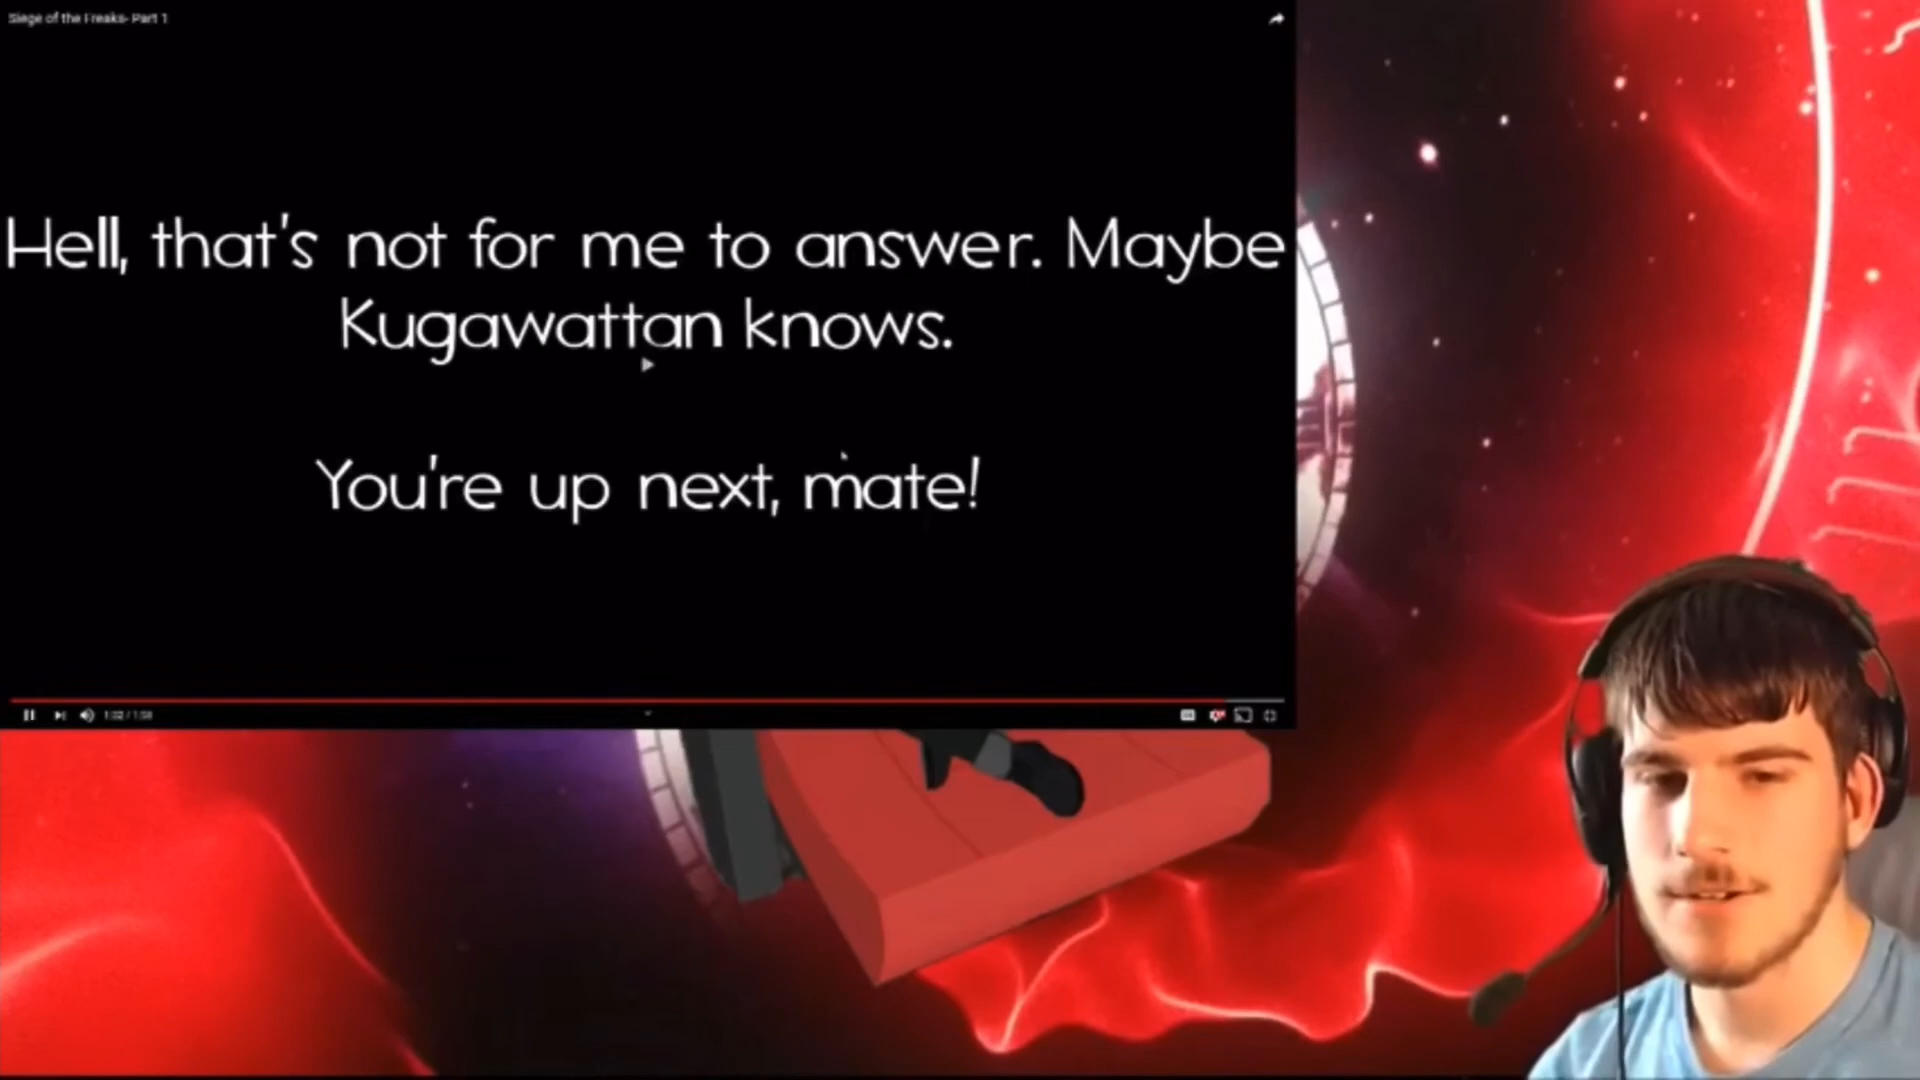 Siege of the Freaks- Part 1
Hell, that's not for me to answer. Maybe
Kugawattan knows.
You're up next, mate!